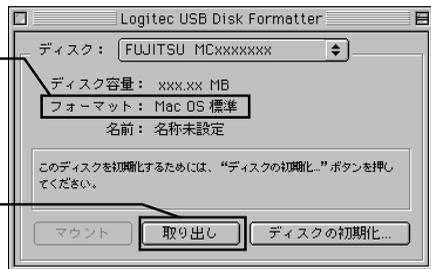 Logitec USB Disk Formatter
ディスク： FUJITSU MCxxxxxxx
ディスク容量： xxx.xx MB
フォーマット： Mac OS 標準
名前： 名称未設定
このディスクを初期化するためには、“ディスクの初期化...”ボタンを押し
てください。
マウント 取り出し ディスクの初期化...